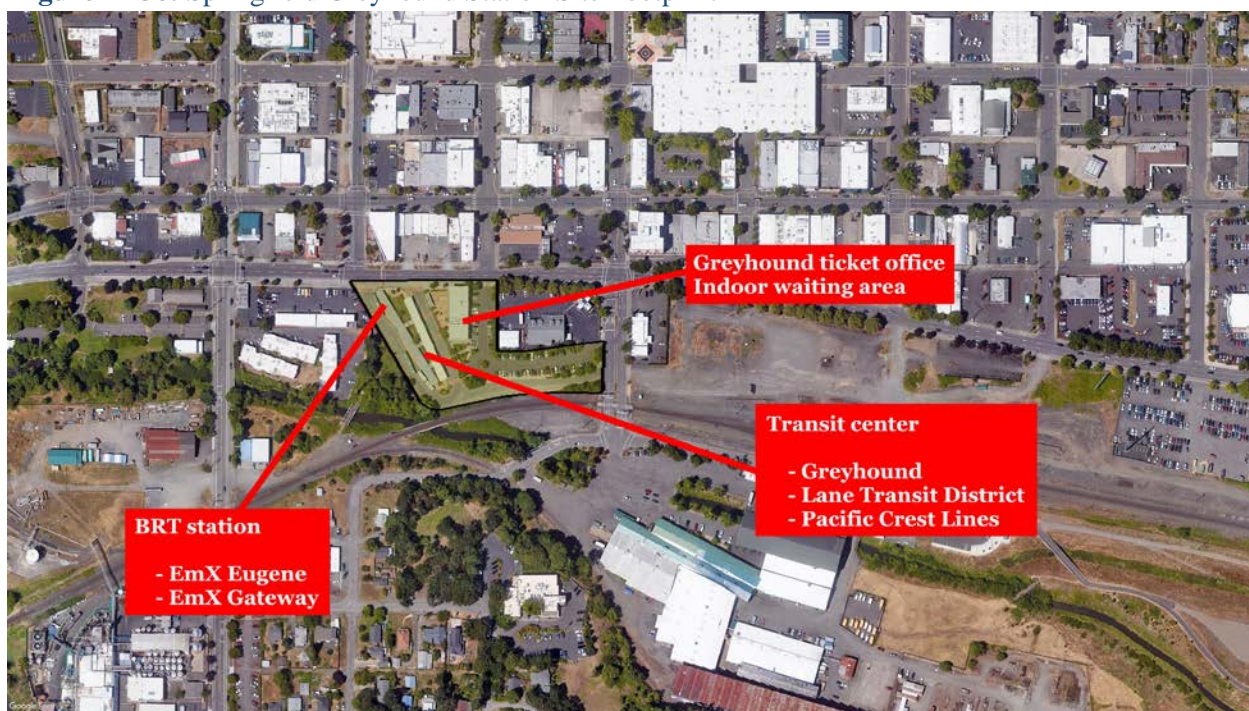 Greyhound ticket office
Indoor waiting area
Transit center
- Greyhound
- Lane Transit District
- Pacific Crest Lines
BRT station
- EmX Eugene
- EmX Gateway